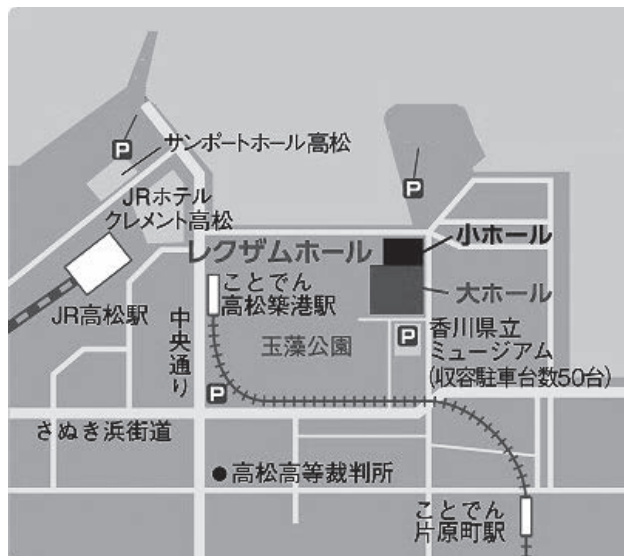 P
サンポートホール高松
P
JRホテル
クレメント高松
小ホール
レクザムホール
大ホール
ことでん
高松築港駅
JR高松駅
中央通り
玉藻公園
P
香川県立
ミュージアム
(収容駐車台数50台)
P
さぬき浜街道
●高松高等裁判所
ことでん
片原町駅